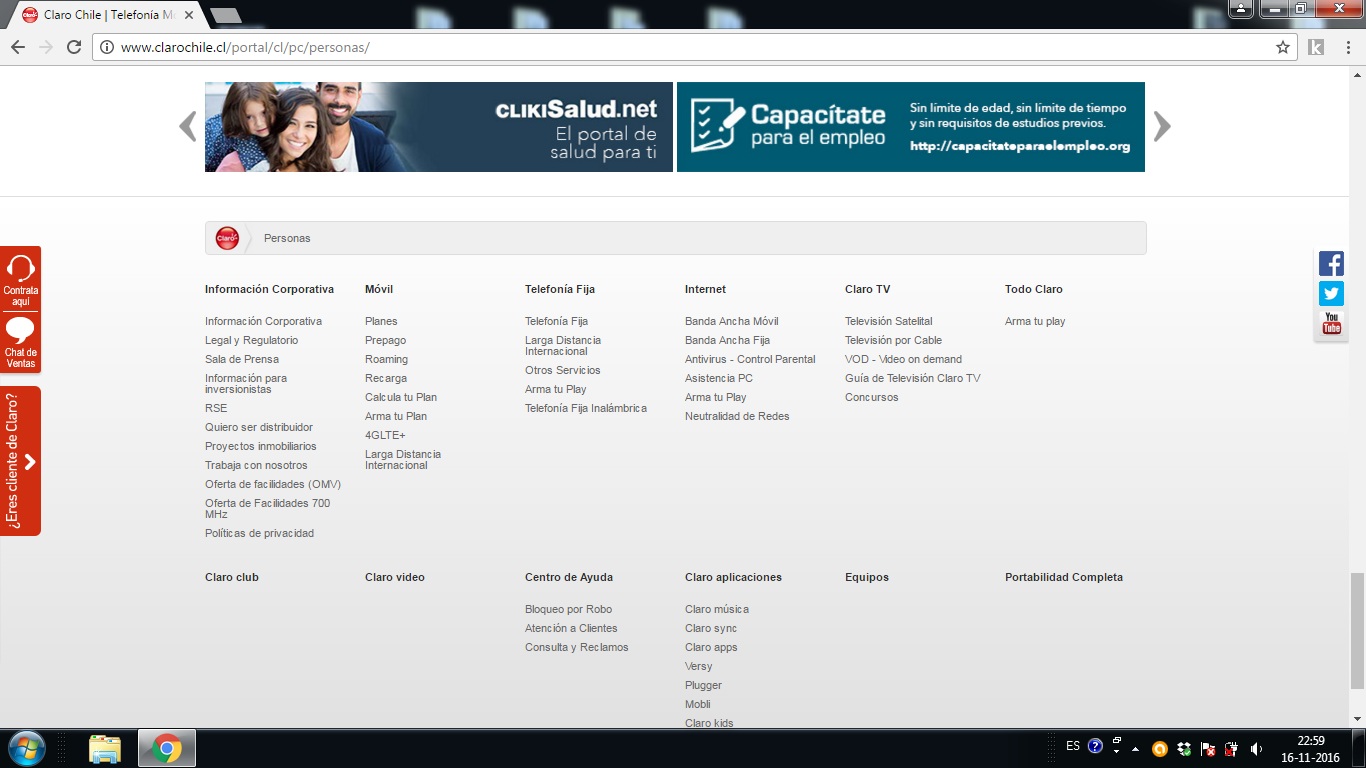 Claro Chile | Telefonía M
www.clarochile.cl/portal/cl/pc/personas/
CLIKISalud.net
El portal de
salud para ti
Capacítate
para el empleo
Sin límite de edad, sin límite de tiempo
y sin requisitos de estudios previos.
http://capacitateparaelempleo.org
Claro
Personas
Contrata
aquí
Chat de
Ventas
¿Eres cliente de Claro?
You
Tube
Información Corporativa
Información Corporativa
Legal y Regulatorio
Sala de Prensa
Información para
inversionistas
RSE
Quiero ser distribuidor
Proyectos inmobiliarios
Trabaja con nosotros
Oferta de facilidades (OMV)
Oferta de Facilidades 700
MHz
Políticas de privacidad
Móvil
Planes
Prepago
Roaming
Recarga
Calcula tu Plan
Arma tu Plan
4GLTE+
Larga Distancia
Internacional
Telefonía Fija
Telefonía Fija
Larga Distancia
Internacional
Otros Servicios
Arma tu Play
Telefonía Fija Inalámbrica
Internet
Banda Ancha Móvil
Banda Ancha Fija
Antivirus - Control Parental
Asistencia PC
Arma tu Play
Neutralidad de Redes
Claro TV
Televisión Satelital
Televisión por Cable
VOD - Video on demand
Guía de Televisión Claro TV
Concursos
Todo Claro
Arma tu play
Claro club
Claro video
Centro de Ayuda
Bloqueo por Robo
Atención a Clientes
Consulta y Reclamos
Claro aplicaciones
Claro música
Claro sync
Claro apps
Versy
Plugger
Mobli
Claro kids
Equipos
Portabilidad Completa
ES
22:59
16-11-2016